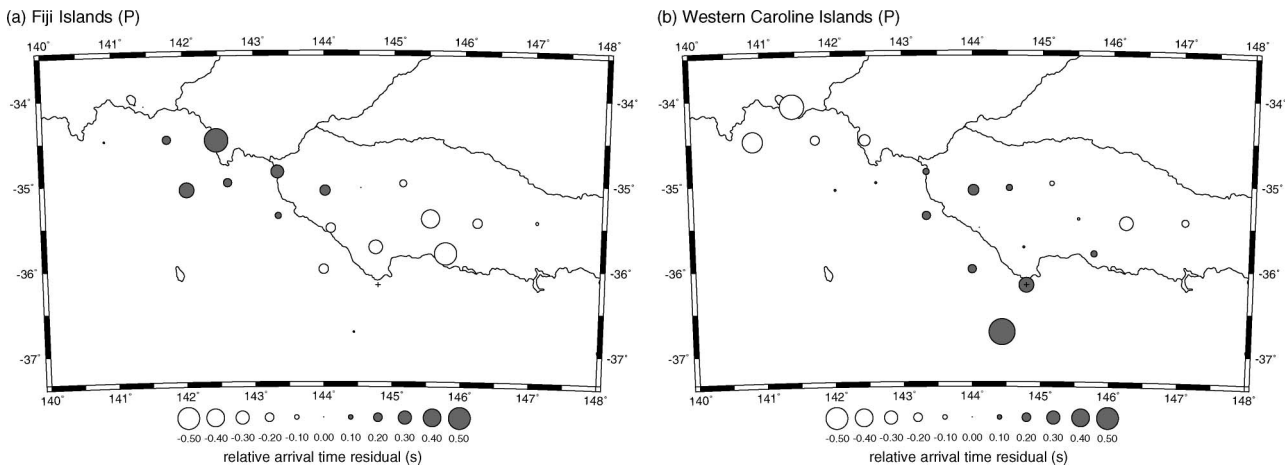 (a) Fiji Islands (P)
140° 141° 142° 143° 144° 145° 146° 147° 148°
-34° -34°
-35° -35°
-36° -36°
-37° -37°
140° 141° 142° 143° 144° 145° 146° 147° 148°
-0.50 -0.40 -0.30 -0.20 -0.10 0.00 0.10 0.20 0.30 0.40 0.50
relative arrival time residual (s)
(b) Western Caroline Islands (P)
140° 141° 142° 143° 144° 145° 146° 147° 148°
-34° -34°
-35° -35°
-36° -36°
-37° -37°
140° 141° 142° 143° 144° 145° 146° 147° 148°
-0.50 -0.40 -0.30 -0.20 -0.10 0.00 0.10 0.20 0.30 0.40 0.50
relative arrival time residual (s)